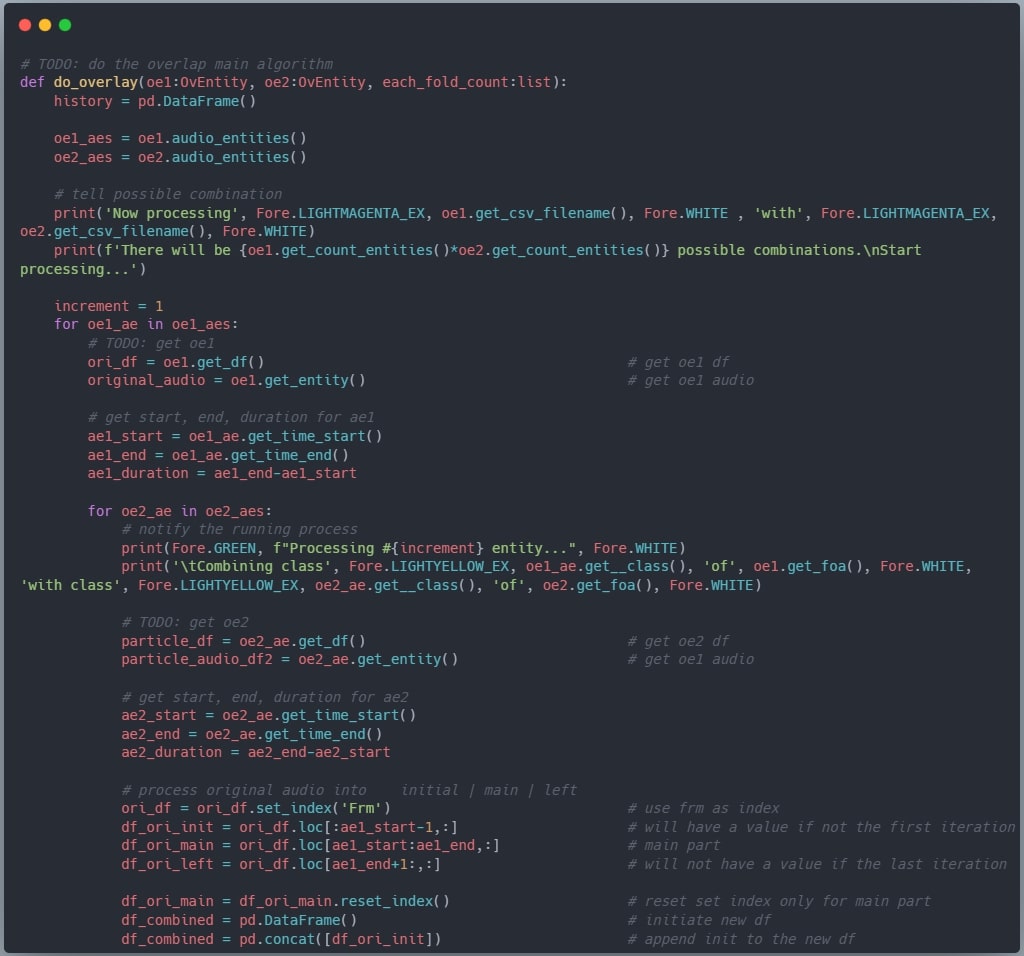 # TODO: do the overlap main algorithm
def do_overlay(oe1:OvEntity, oe2:OvEntity, each_fold_count:list):
    history = pd.DataFrame()

    oe1_aes = oe1.audio_entities()
    oe2_aes = oe2.audio_entities()

    # tell possible combination
    print('Now processing', Fore.LIGHTMAGENTA_EX, oe1.get_csv_filename(), Fore.WHITE , 'with', Fore.LIGHTMAGENTA_EX,
oe2.get_csv_filename(), Fore.WHITE)
    print(f'There will be {oe1.get_count_entities()*oe2.get_count_entities()} possible combinations.\nStart
processing...')

    increment = 1
    for oe1_ae in oe1_aes:
        # TODO: get oe1
        ori_df = oe1.get_df()                                           # get oe1 df
        original_audio = oe1.get_entity()                               # get oe1 audio

        # get start, end, duration for ae1
        ae1_start = oe1_ae.get_time_start()
        ae1_end = oe1_ae.get_time_end()
        ae1_duration = ae1_end-ae1_start

        for oe2_ae in oe2_aes:
            # notify the running process
            print(Fore.GREEN, f"Processing #{increment} entity...", Fore.WHITE)
            print('\tCombining class', Fore.LIGHTYELLOW_EX, oe1_ae.get__class(), 'of', oe1.get_foa(), Fore.WHITE,
'with class', Fore.LIGHTYELLOW_EX, oe2_ae.get__class(), 'of', oe2.get_foa(), Fore.WHITE)

            # TODO: get oe2
            particle_df = oe2_ae.get_df()                               # get oe2 df
            particle_audio_df2 = oe2_ae.get_entity()                    # get oe1 audio

            # get start, end, duration for ae2
            ae2_start = oe2_ae.get_time_start()
            ae2_end = oe2_ae.get_time_end()
            ae2_duration = ae2_end-ae2_start

            # process original audio into    initial | main | left
            ori_df = ori_df.set_index('Frm')                            # use frm as index
            df_ori_init = ori_df.loc[:ae1_start-1,:]                    # will have a value if not the first iteration
            df_ori_main = ori_df.loc[ae1_start:ae1_end,:]               # main part
            df_ori_left = ori_df.loc[ae1_end+1:,:]                      # will not have a value if the last iteration

            df_ori_main = df_ori_main.reset_index()                     # reset set index only for main part
            df_combined = pd.DataFrame()                                # initiate new df
            df_combined = pd.concat([df_ori_init])                      # append init to the new df